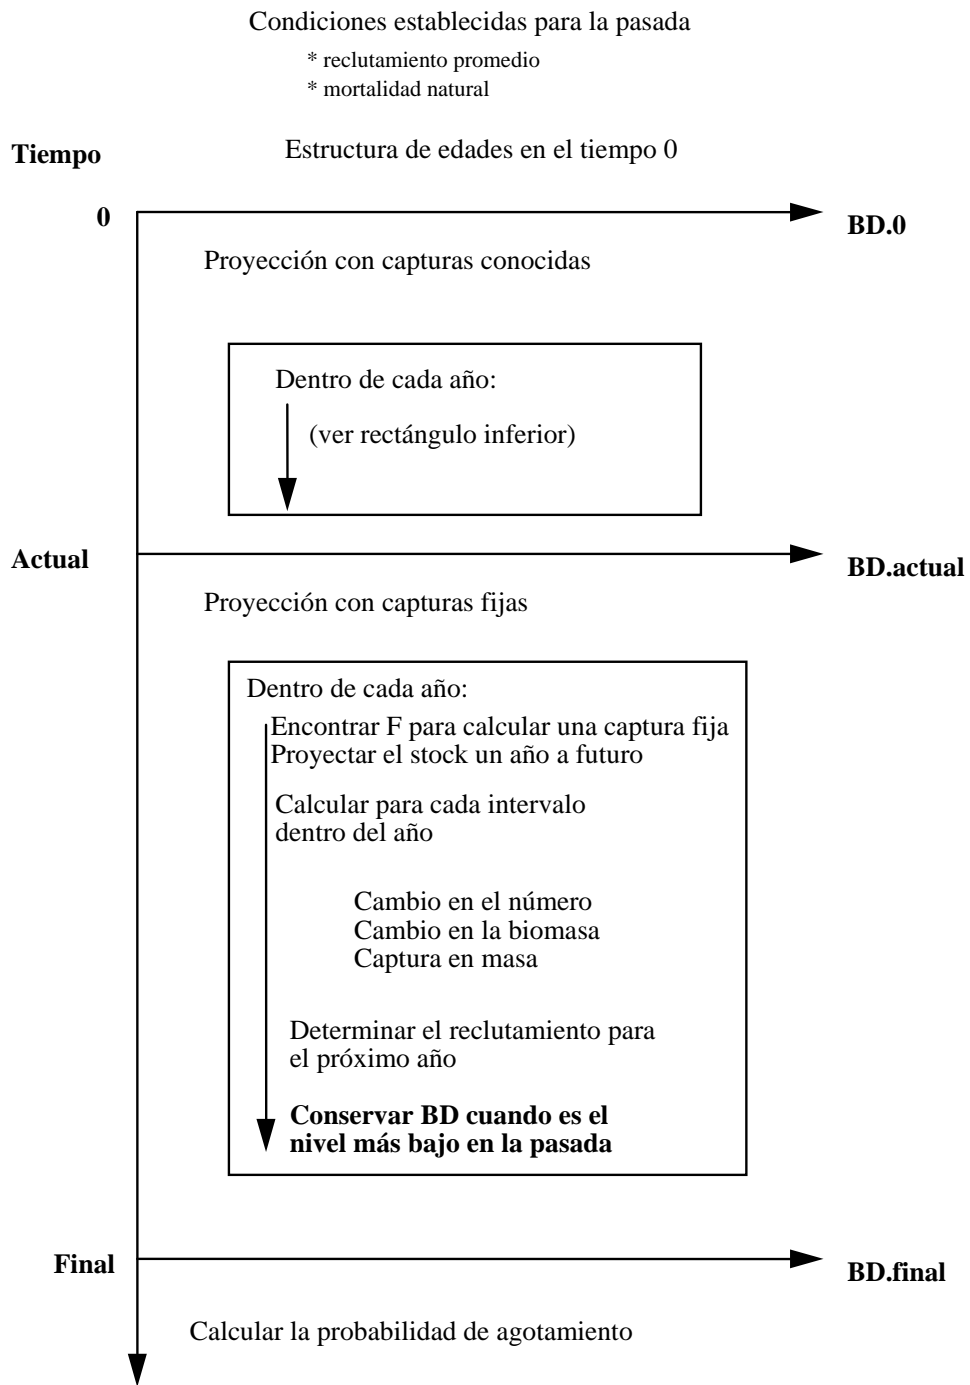 Condiciones establecidas para la pasada
* reclutamiento promedio
* mortalidad natural
Tiempo
Estructura de edades en el tiempo 0
0
BD.0
Proyección con capturas conocidas
Dentro de cada año:
(ver rectángulo inferior)
Actual
BD.actual
Proyección con capturas fijas
Dentro de cada año:
Encontrar F para calcular una captura fija
Proyectar el stock un año a futuro
Calcular para cada intervalo
dentro del año
Cambio en el número
Cambio en la biomasa
Captura en masa
Determinar el reclutamiento para
el próximo año
Conservar BD cuando es el
nivel más bajo en la pasada
Final
BD.final
Calcular la probabilidad de agotamiento